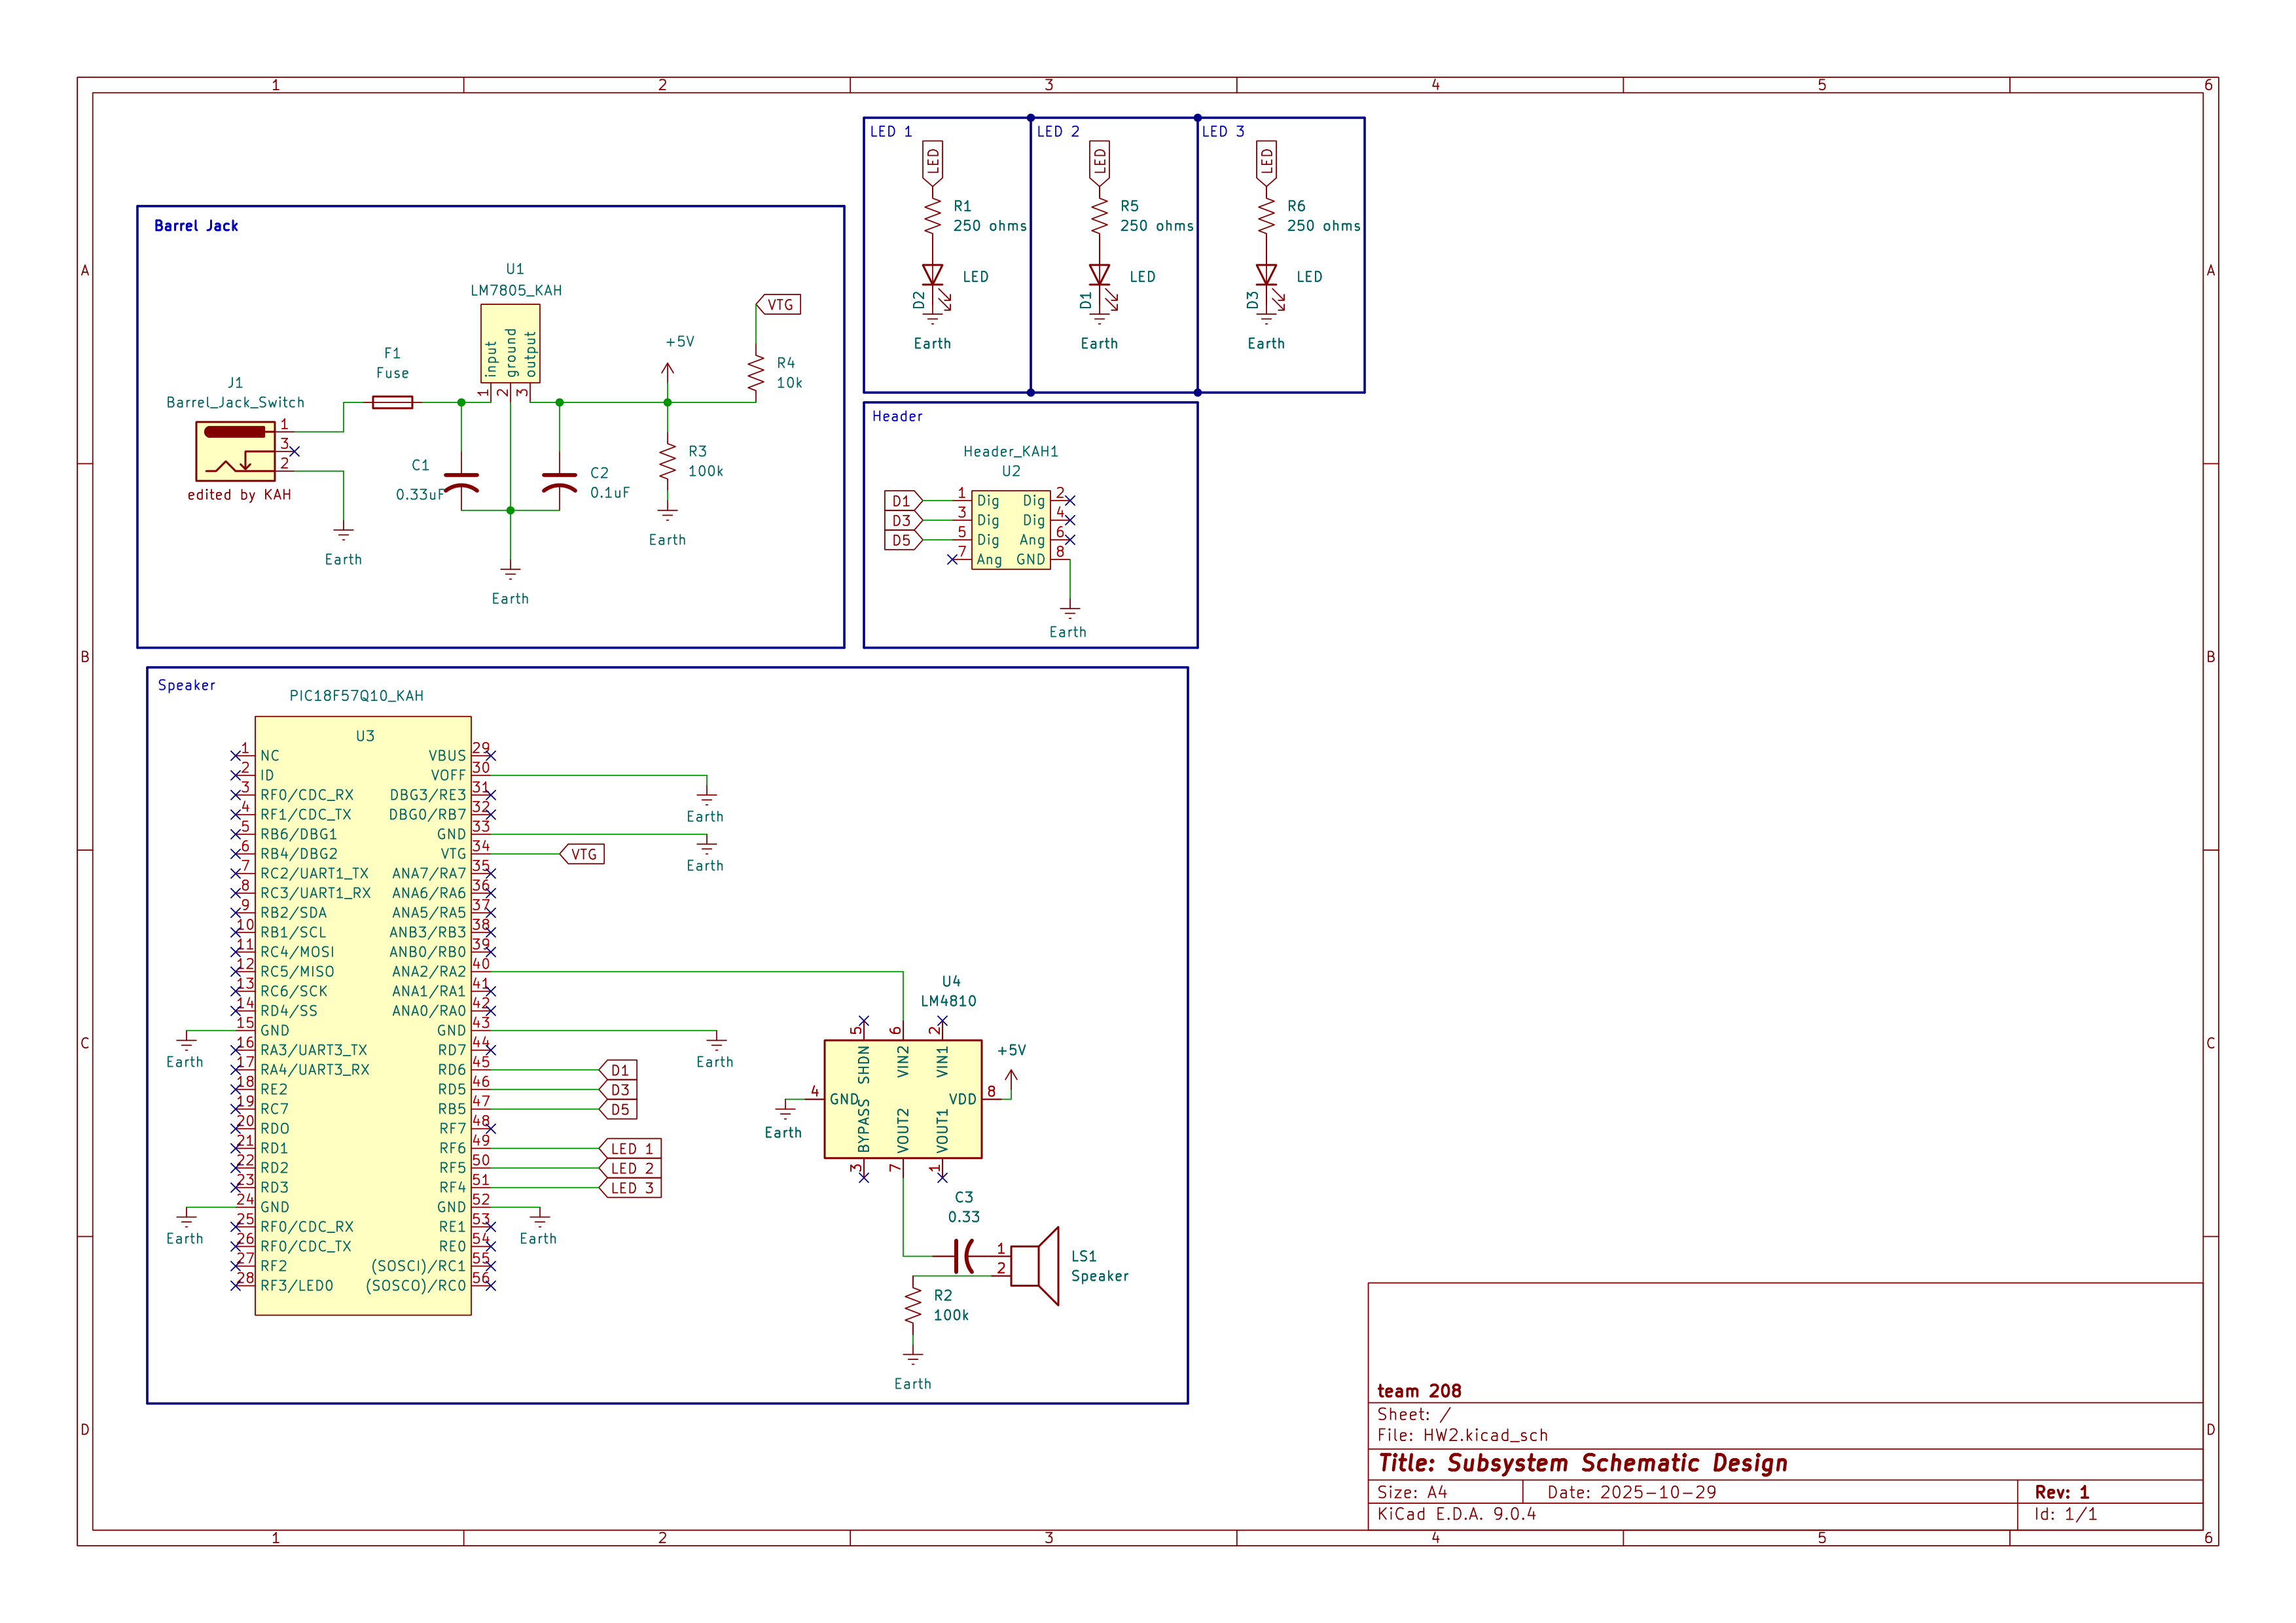 1 2 3 4 5 6
A A
B B
C C
D D
Barrel Jack
U1
LM7805_KAH
input
ground
output
1 2 3
F1
Fuse
J1
Barrel_Jack_Switch
1
3
2
edited by KAH
Earth
C1
0.33uF
C2
0.1uF
Earth
+5V
R3
100k
Earth
VTG
R4
10k
LED 1
LED
R1
250 ohms
LED
D2
Earth
LED 2
LED
R5
250 ohms
LED
D1
Earth
LED 3
LED
R6
250 ohms
LED
D3
Earth
Header
Header_KAH1
U2
D1 1 Dig Dig 2
D3 3 Dig Dig 4
D5 5 Dig Ang 6
7 Ang GND 8
Earth
Speaker
PIC18F57Q10_KAH
U3
1 NC VBUS 29
2 ID VOFF 30
3 RF0/CDC_RX DBG3/RE3 31
4 RF1/CDC_TX DBG0/RB7 32
Earth
5 RB6/DBG1 GND 33
6 RB4/DBG2 VTG 34 VTG
Earth
7 RC2/UART1_TX ANA7/RA7 35
8 RC3/UART1_RX ANA6/RA6 36
9 RB2/SDA ANA5/RA5 37
10 RB1/SCL ANB3/RB3 38
11 RC4/MOSI ANB0/RB0 39
12 RC5/MISO ANA2/RA2 40
13 RC6/SCK ANA1/RA1 41
14 RD4/SS ANA0/RA0 42
15 GND GND 43
Earth
16 RA3/UART3_TX RD7 44
Earth
17 RA4/UART3_RX RD6 45 D1
18 RE2 RD5 46 D3
19 RC7 RB5 47 D5
20 RDO RF7 48
21 RD1 RF6 49 LED 1
22 RD2 RF5 50 LED 2
23 RD3 RF4 51 LED 3
24 GND GND 52
25 RF0/CDC_RX RE1 53
Earth
26 RF0/CDC_TX RE0 54
Earth
27 RF2 (SOSCI)/RC1 55
28 RF3/LED0 (SOSCO)/RC0 56
U4
LM4810
5 6 2
SHDN VIN2 VIN1
+5V
4 GND VDD 8
Earth
BYPASS VOUT2 VOUT1
3 7 1
C3
0.33
1
2
LS1
Speaker
R2
100k
Earth
team 208
Sheet: /
File: HW2.kicad_sch
Title: Subsystem Schematic Design
Size: A4 Date: 2025-10-29 Rev: 1
KiCad E.D.A. 9.0.4 Id: 1/1
1 2 3 4 5 6